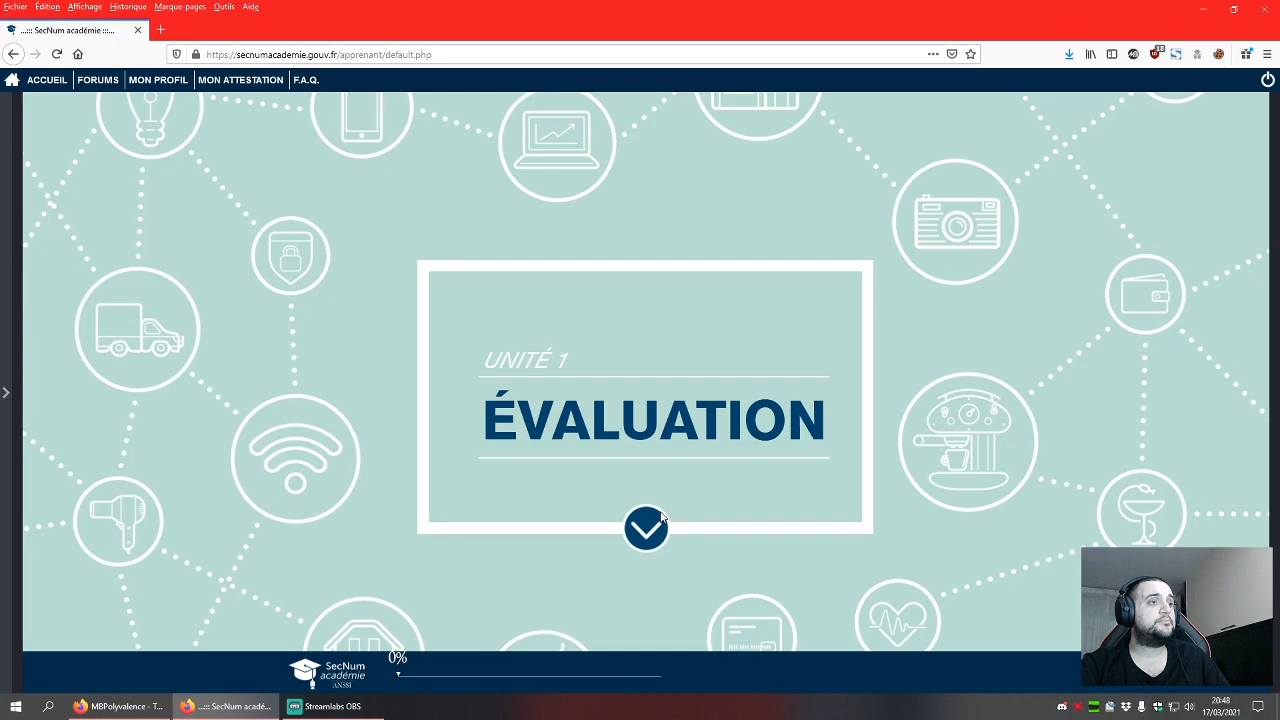 Fichier Édition Affichage Historique Marque-pages Outils Aide
...:: SecNum académie :::...
https://secnumacademie.gouv.fr/apprenant/default.php
18
ACCUEIL FORUMS MON PROFIL MON ATTESTATION F.A.Q.
UNITÉ 1
ÉVALUATION
0%
SecNum
académie
ANSSI
MBPolyvalence - T...
...:: SecNum acadé...
Streamlabs OBS
20:48
17/03/2021